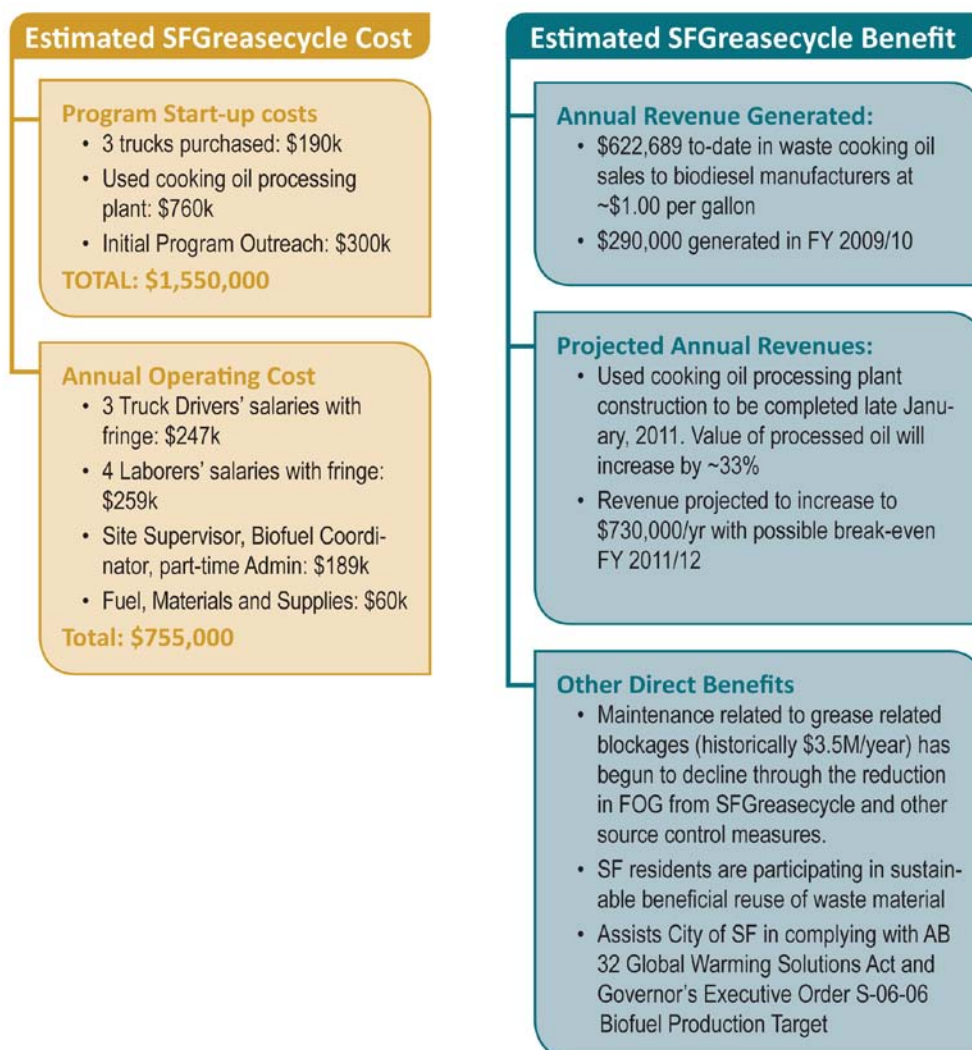 Estimated SFGreasecycle Cost
Program Start-up costs
• 3 trucks purchased: $190k
• Used cooking oil processing
plant: $760k
• Initial Program Outreach: $300k
TOTAL: $1,550,000
Annual Operating Cost
• 3 Truck Drivers' salaries with
fringe: $247k
• 4 Laborers' salaries with fringe:
$259k
• Site Supervisor, Biofuel Coordi-
nator, part-time Admin: $189k
• Fuel, Materials and Supplies: $60k
Total: $755,000
Estimated SFGreasecycle Benefit
Annual Revenue Generated:
• $622,689 to-date in waste cooking oil
sales to biodiesel manufacturers at
~$1.00 per gallon
• $290,000 generated in FY 2009/10
Projected Annual Revenues:
• Used cooking oil processing plant
construction to be completed late Janu-
ary, 2011. Value of processed oil will
increase by ~33%
• Revenue projected to increase to
$730,000/yr with possible break-even
FY 2011/12
Other Direct Benefits
• Maintenance related to grease related
blockages (historically $3.5M/year) has
begun to decline through the reduction
in FOG from SFGreasecycle and other
source control measures.
• SF residents are participating in sustain-
able beneficial reuse of waste material
• Assists City of SF in complying with AB
32 Global Warming Solutions Act and
Governor's Executive Order S-06-06
Biofuel Production Target